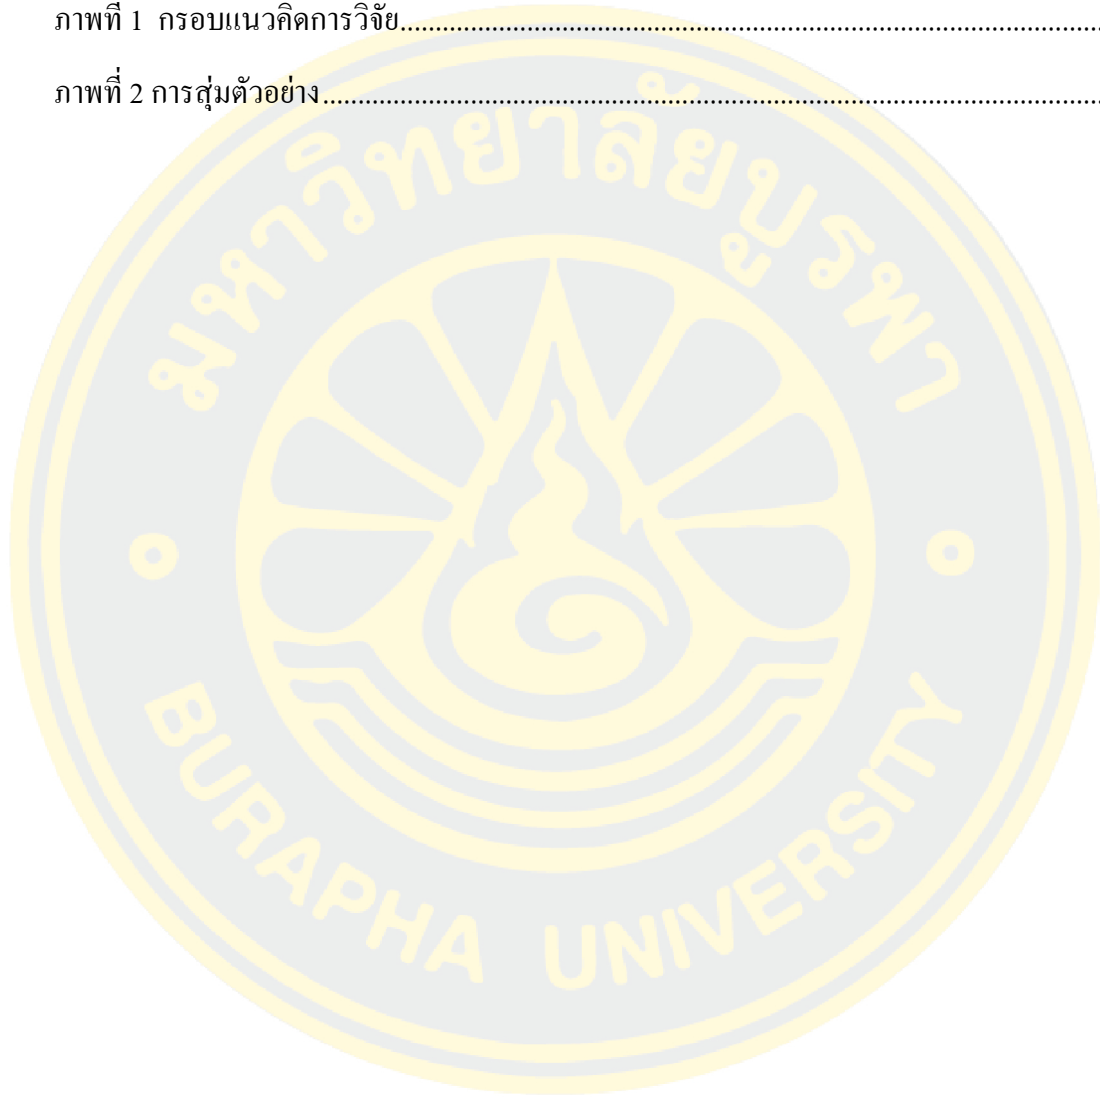 ภาพที่ 1 กรอบแนวคิดการวิจัย................................................................................................
ภาพที่ 2 การสุ่มตัวอย่าง...........................................................................................................
มหาวิทยาลัยบูรพา
BURAPHA UNIVERSITY